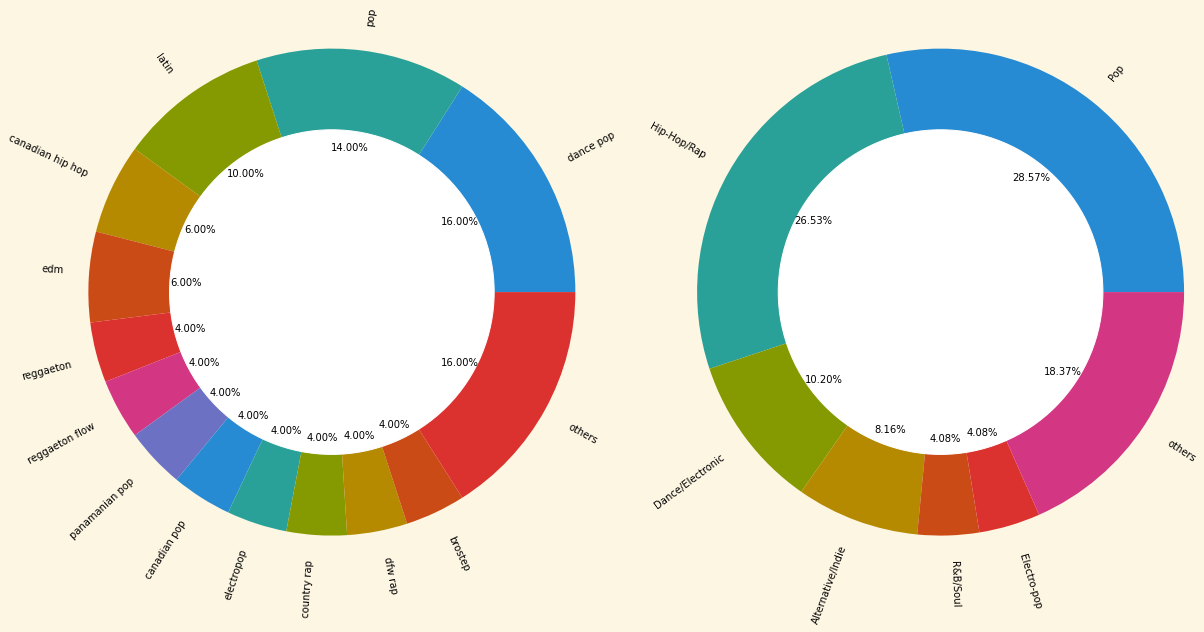 pop
14.00%
latin
10.00%
canadian hip hop
6.00%
edm
6.00%
reggaeton
4.00%
reggaeton flow
4.00%
panamanian pop
4.00%
canadian pop
4.00%
electropop
4.00%
country rap
4.00%
dfw rap
4.00%
brostep
4.00%
others
16.00%
dance pop
16.00%
Pop
28.57%
Hip-Hop/Rap
26.53%
Dance/Electronic
10.20%
Alternative/Indie
8.16%
R&B/Soul
4.08%
Electro-pop
4.08%
others
18.37%